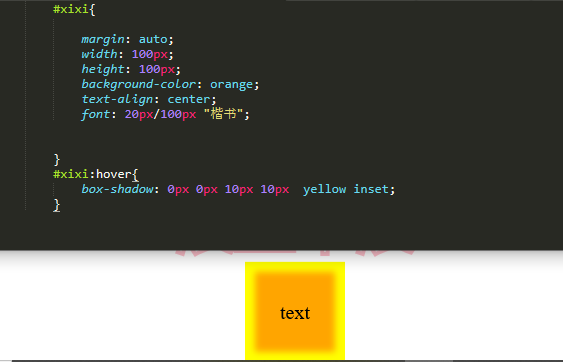 #xixi{
margin: auto;
width: 100px;
height: 100px;
background-color: orange;
text-align: center;
font: 20px/100px "楷书";
}
#xixi:hover{
box-shadow: 0px 0px 10px 10px  yellow inset;
}
text